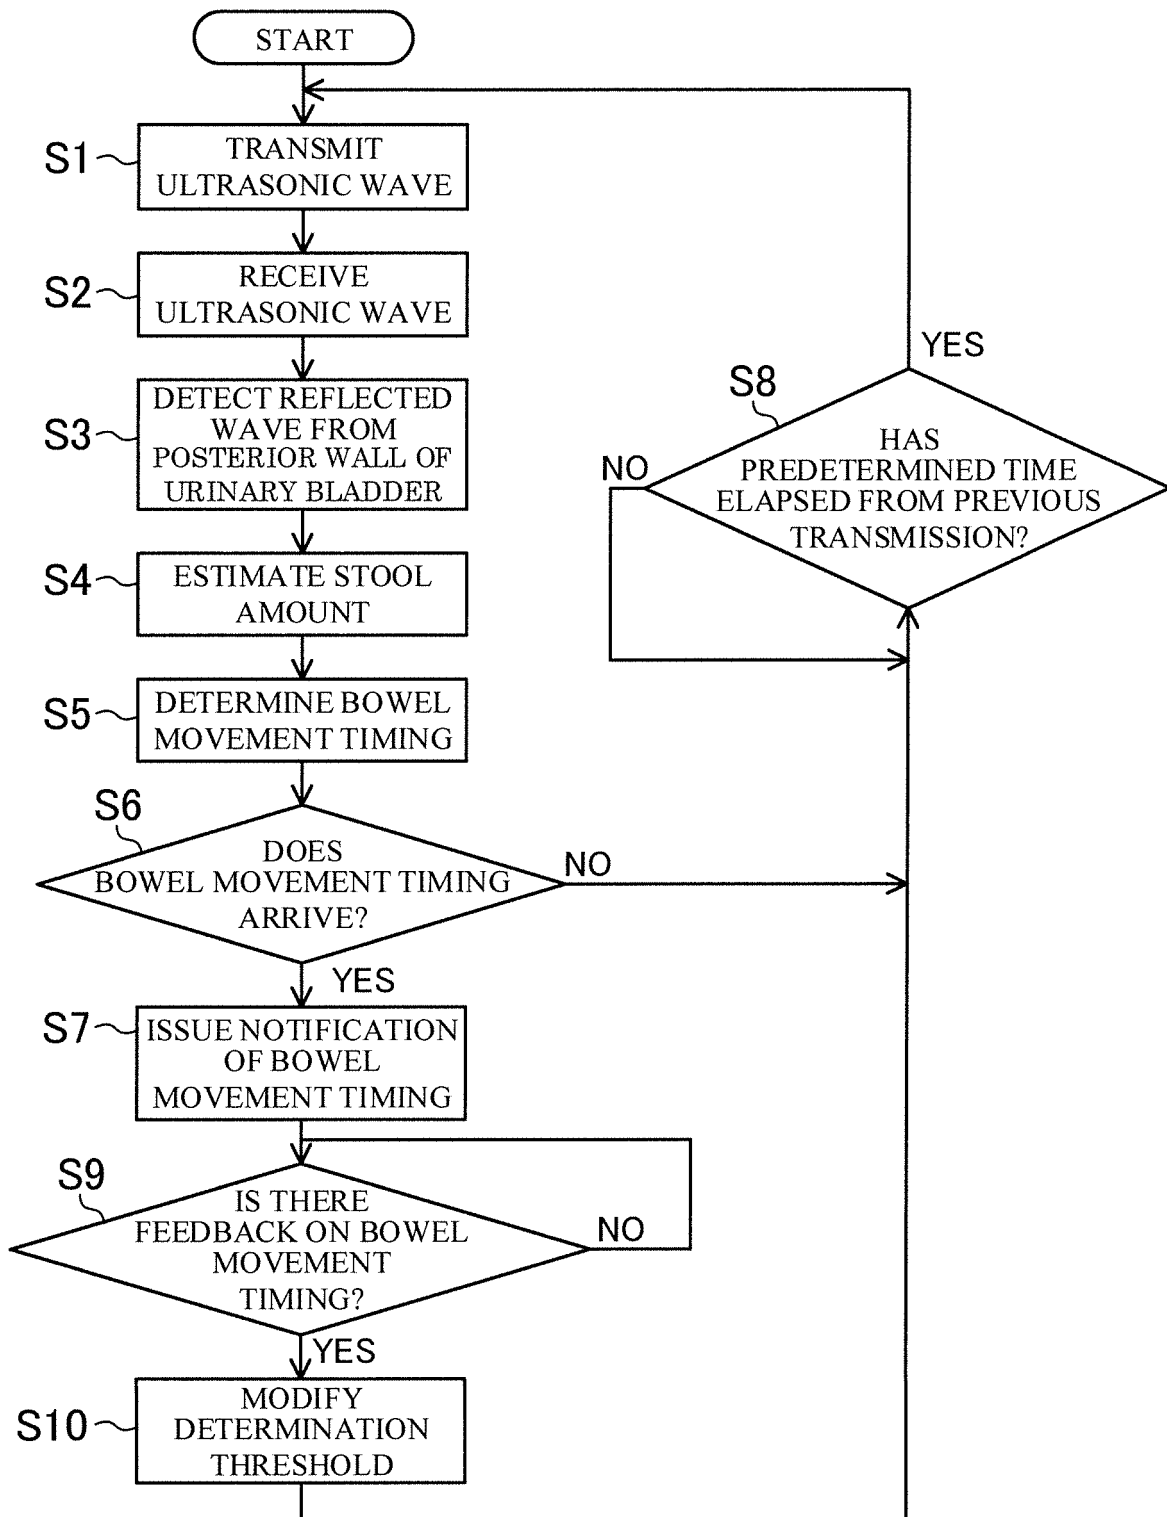 START
S1
TRANSMIT
ULTRASONIC WAVE
S2
RECEIVE
ULTRASONIC WAVE
S3
DETECT REFLECTED
WAVE FROM
POSTERIOR WALL OF
URINARY BLADDER
S4
ESTIMATE STOOL
AMOUNT
S5
DETERMINE BOWEL
MOVEMENT TIMING
S6
DOES
BOWEL MOVEMENT TIMING
ARRIVE?
NO
YES
S7
ISSUE NOTIFICATION
OF BOWEL
MOVEMENT TIMING
S9
IS THERE
FEEDBACK ON BOWEL
MOVEMENT
TIMING?
NO
YES
S10
MODIFY
DETERMINATION
THRESHOLD
S8
HAS
PREDETERMINED TIME
ELAPSED FROM PREVIOUS
TRANSMISSION?
NO
YES